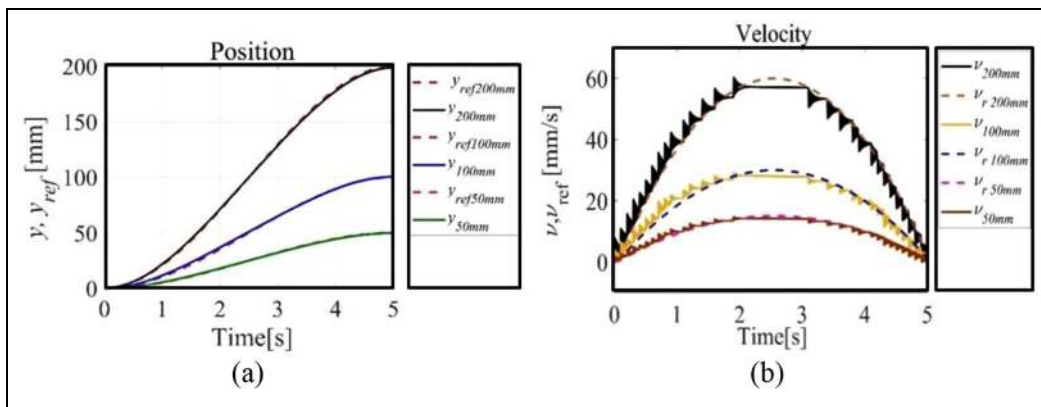 Position
200
150
100
50
0
y, y_ref [mm]
0 1 2 3 4 5
Time[s]
y_ref200mm
y_200mm
y_ref100mm
y_100mm
y_ref50mm
y_50mm
(a)
Velocity
60
40
20
0
ν,ν_ref [mm/s]
0 1 2 3 4 5
Time[s]
ν_200mm
ν_r 200mm
ν_100mm
ν_r 100mm
ν_r 50mm
ν_50mm
(b)